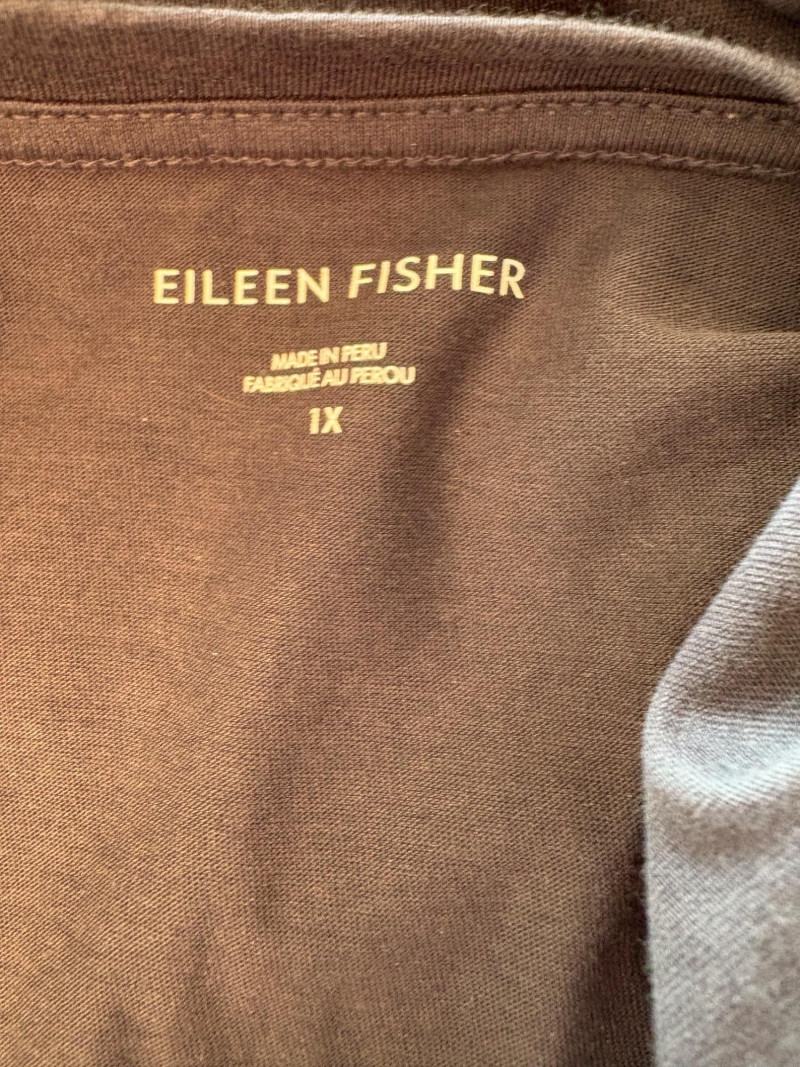 EILEEN FISHER
MADE IN PERU
FABRIQUÉ AU PEROU
1X